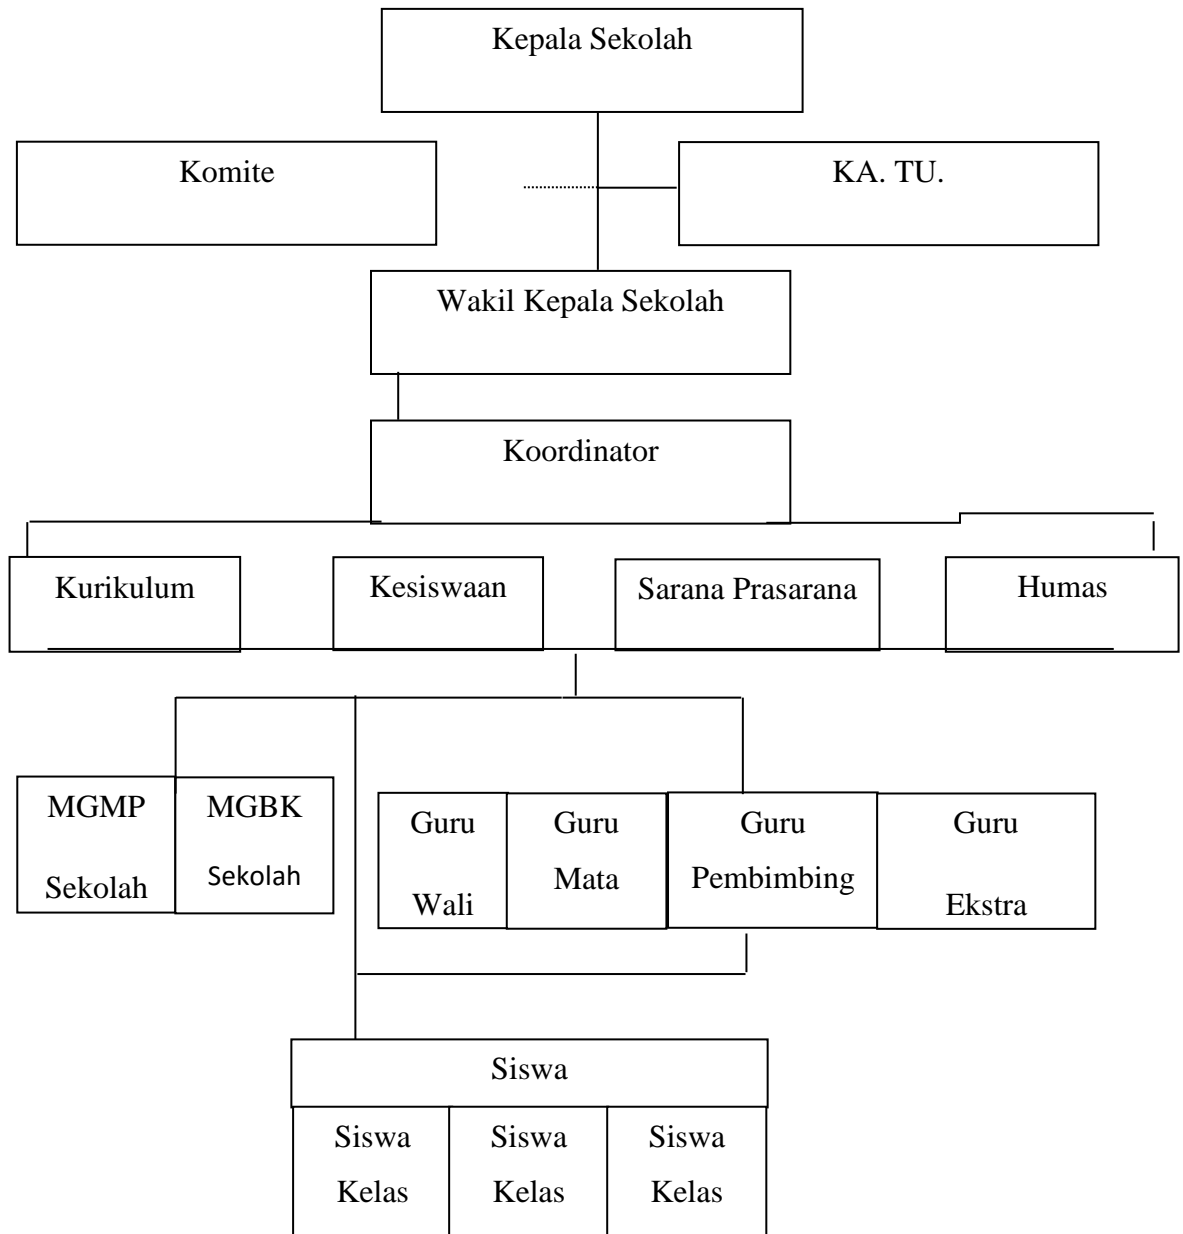 Kepala Sekolah
Komite
KA. TU.
Wakil Kepala Sekolah
Koordinator
Kurikulum
Kesiswaan
Sarana Prasarana
Humas
MGMP
Sekolah
MGBK
Sekolah
Guru
Wali
Guru
Mata
Guru
Pembimbing
Guru
Ekstra
Siswa
Siswa
Kelas
Siswa
Kelas
Siswa
Kelas